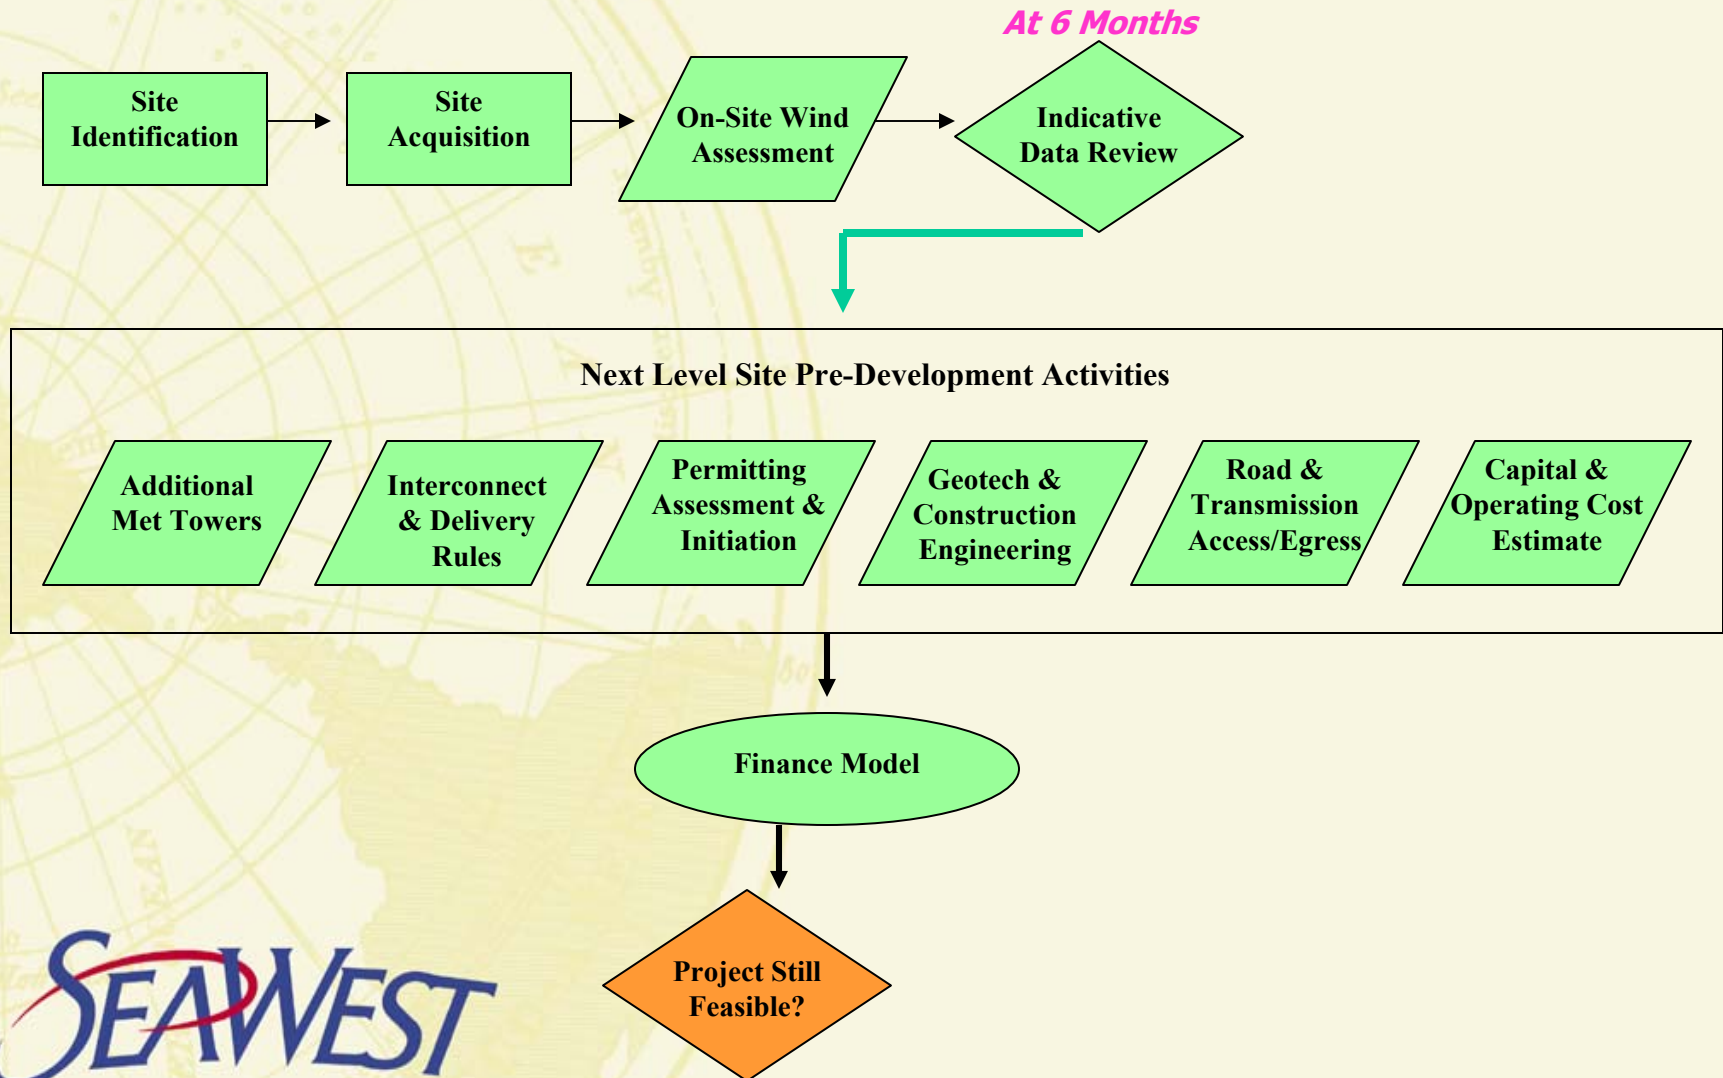 At 6 Months
Site
Identification
Site
Acquisition
On-Site Wind
Assessment
Indicative
Data Review
Next Level Site Pre-Development Activities
Additional
Met Towers
Interconnect
& Delivery
Rules
Permitting
Assessment &
Initiation
Geotech &
Construction
Engineering
Road &
Transmission
Access/Egress
Capital &
Operating Cost
Estimate
Finance Model
Project Still
Feasible?
SEAWEST